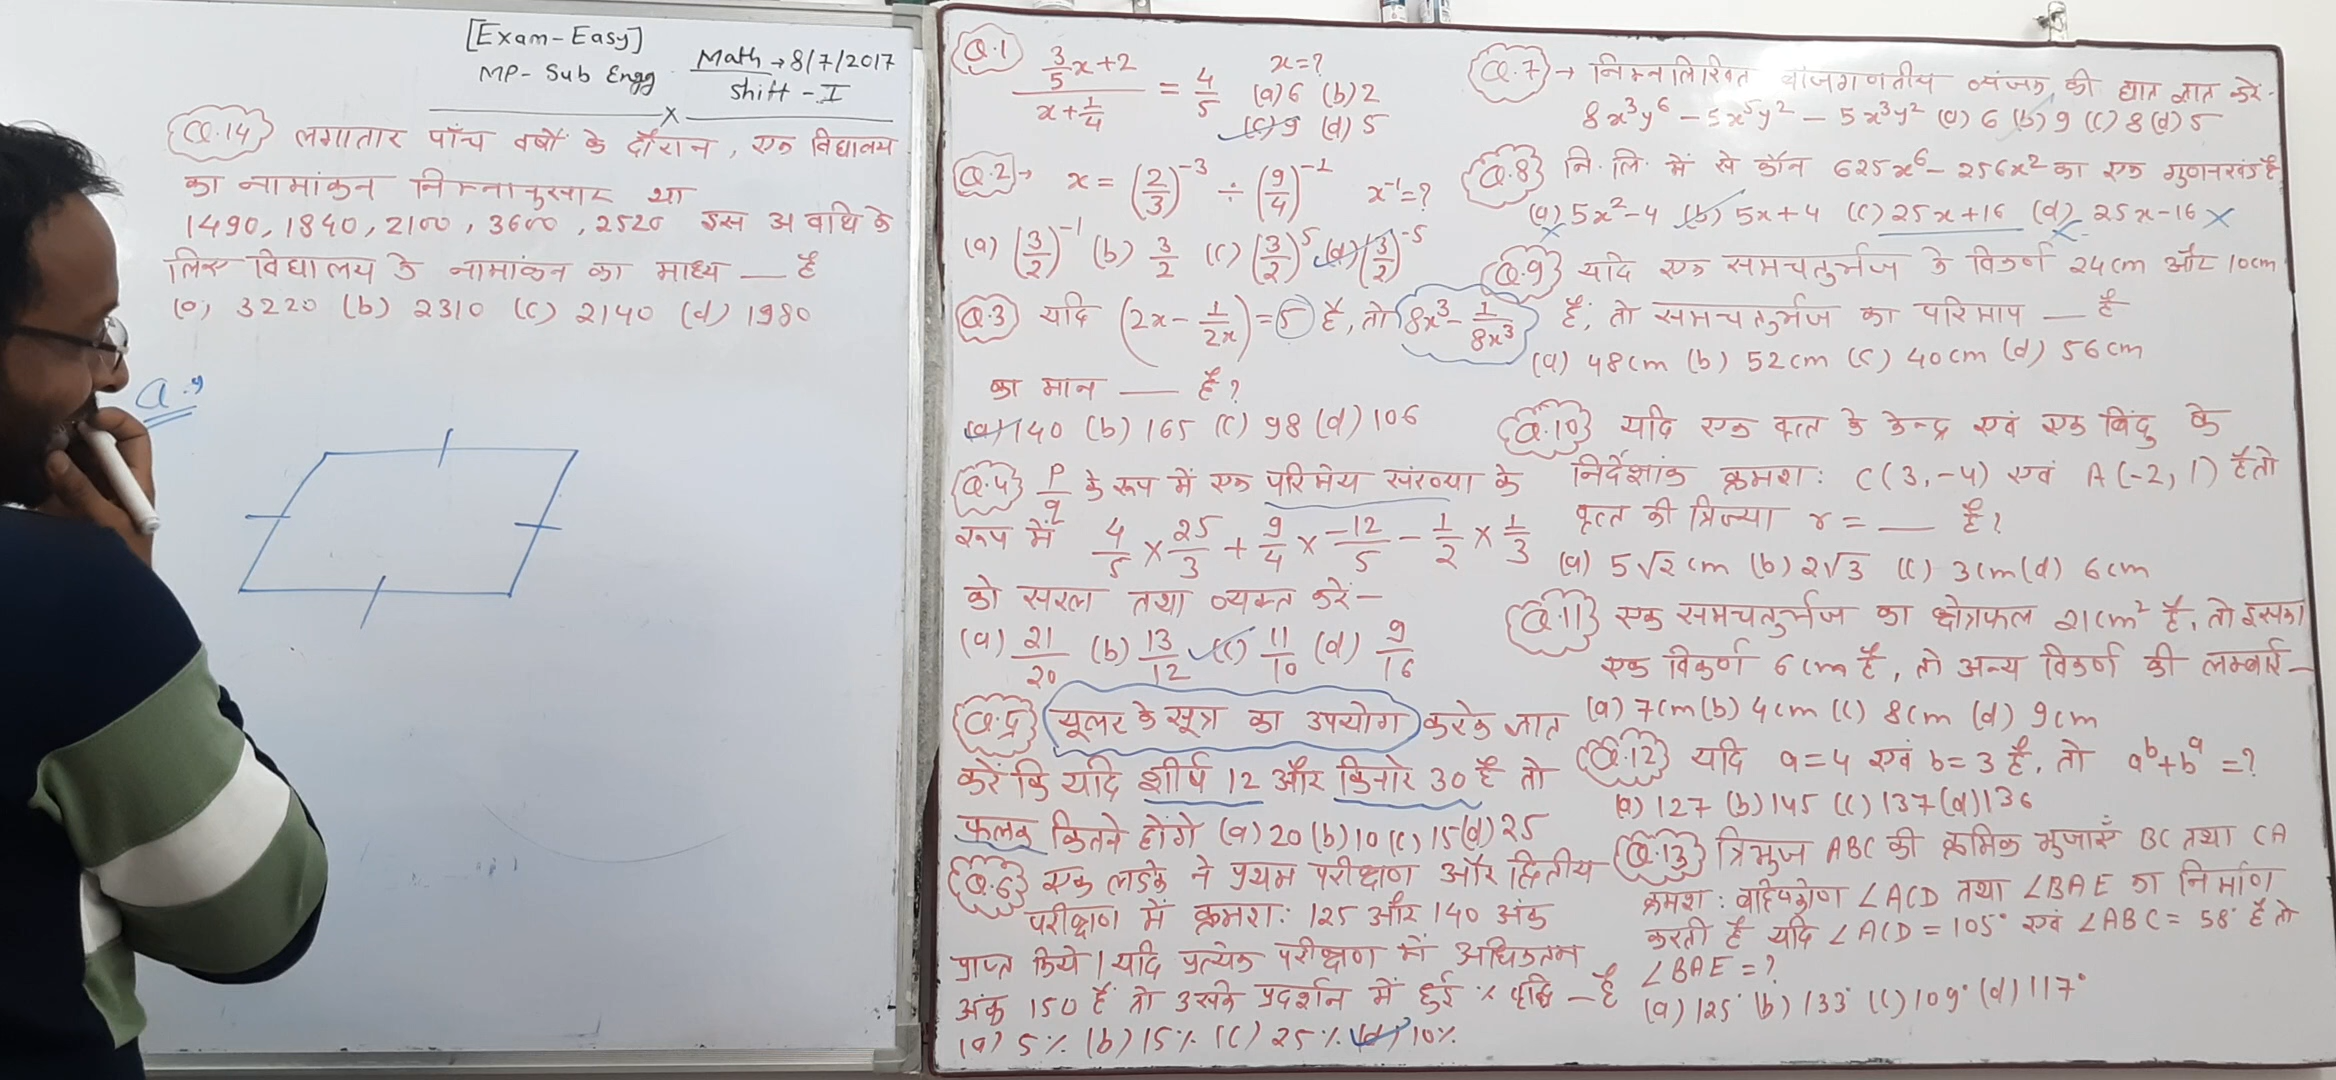 [Exam-Easy]
MP- Sub Engg Math → 8/7/2017
Shift - I
x
Q.14 लगातार पाँच वर्षों के दौरान, एक विद्यालय
का नामांकन निम्नानुसार था
1490, 1840, 2100, 3600, 2520 इस अवधि के
लिए विद्यालय के नामांकन का माध्य — है
(a) 3220 (b) 2310 (c) 2140 (d) 1980
Q.9
Q.1 (3/5 x+2)/(x+1/4) = 4/5 x=?
(a) 6 (b) 2
(c) 9 (d) 5
Q.2 → x = (2/3)^-3 ÷ (9/4)^-1 x^-1=?
(a) (3/2)^-1 (b) 3/2 (c) (3/2)^5 (d) (3/2)^-5
Q.3 यदि (2x - 1/2x) = 5 है, तो 8x³ - 1/8x³
का मान — है?
(a) 140 (b) 165 (c) 98 (d) 106
Q.4 P/q के रूप में एक परिमेय संख्या के
रूप में 4/5 × 25/3 + 9/4 × -12/5 - 1/2 × 1/3
को सरल तथा व्यक्त करें -
(a) 21/20 (b) 13/12 (c) 11/10 (d) 9/16
Q.5 यूलर के सूत्र का उपयोग करके ज्ञात
करें कि यदि शीर्ष 12 और किनारे 30 है तो
फलक कितने होंगे (a) 20 (b) 10 (c) 15 (d) 25
Q.6 एक लडके ने प्रथम परीक्षण और द्वितीय
परीक्षण में क्रमश: 125 और 140 अंक
प्राप्त किये। यदि प्रत्येक परीक्षण में अधिकतम
अंक 150 हैं तो उसके प्रदर्शन में हुई % वृद्धि — है
(a) 5% (b) 15% (c) 25% (d) 10%
Q.7 → निम्नलिखित बीजगणतीय व्यंजक की घात ज्ञात करें-
8x³y⁶ - 5x⁵y² - 5x³y² (a) 6 (b) 9 (c) 8 (d) 5
Q.8 नि. लि. में से कौन 625x⁶ - 256x² का एक गुणनखंड है
(a) 5x²-4 (b) 5x+4 (c) 25x+16 (d) 25x-16 x
Q.9 यदि एक समचतुर्भुज के विकर्ण 24cm और 10cm
है, तो समचतुर्भुज का परिमाप — है
(a) 48cm (b) 52cm (c) 40cm (d) 56cm
Q.10 यदि एक वृत्त के केन्द्र एवं एक बिंदु के
निर्देशांक क्रमश: C(3,-4) एवं A(-2,1) है तो
वृत्त की त्रिज्या r = — है?
(a) 5√2 cm (b) 2√3 (c) 3cm (d) 6cm
Q.11 एक समचतुर्भुज का क्षेत्रफल 21cm² है, तो इसका
एक विकर्ण 6cm है, तो अन्य विकर्ण की लम्बाई -
(a) 7cm (b) 4cm (c) 8cm (d) 9cm
Q.12 यदि a=4 एवं b=3 है, तो a^b+b^a =?
(a) 127 (b) 145 (c) 137 (d) 136
Q.13 त्रिभुज ABC की क्रमिक भुजाएँ BC तथा CA
क्रमश: बहिष्कोण ∠ACD तथा ∠BAE का निर्माण
करती है यदि ∠ACD = 105° एवं ∠ABC = 58° है तो
∠BAE = ?
(a) 125° (b) 133° (c) 109° (d) 117°